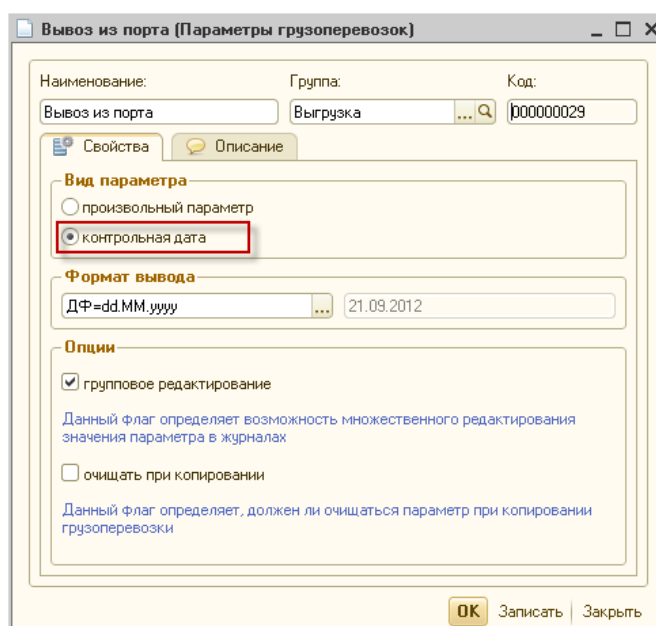 Вывоз из порта (Параметры грузоперевозок)
Наименование: Группа: Код:
Вывоз из порта Выгрузка ... 000000029
Свойства Описание
Вид параметра
произвольный параметр
контрольная дата
Формат вывода
ДФ=dd.MM.yyyy ... 21.09.2012
Опции
групповое редактирование
Данный флаг определяет возможность множественного редактирования
значения параметра в журналах
очищать при копировании
Данный флаг определяет, должен ли очищаться параметр при копировании
грузоперевозки
OK Записать Закрыть